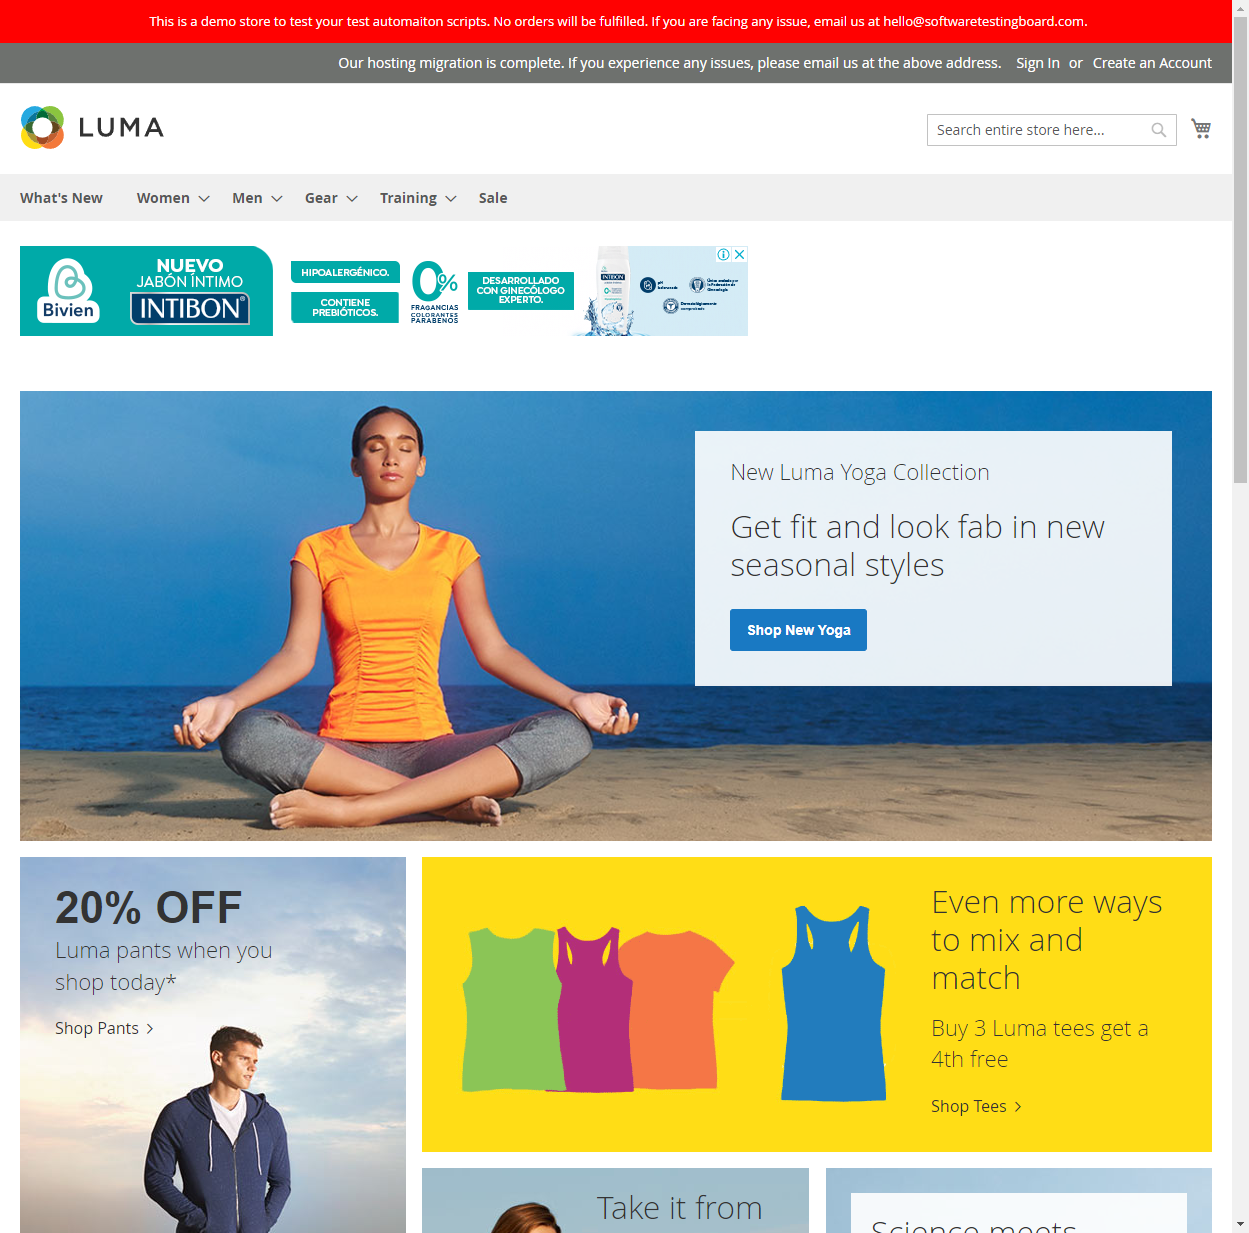 This is a demo store to test your test automaiton scripts. No orders will be fulfilled. If you are facing any issue, email us at hello@softwaretestingboard.com.
Our hosting migration is complete. If you experience any issues, please email us at the above address. Sign In or Create an Account
LUMA
Search entire store here...
What's New Women Men Gear Training Sale
Bivien
NUEVO
JABÓN ÍNTIMO
INTIBON®
HIPOALERGÉNICO.
CONTIENE
PREBIÓTICOS.
0%
FRAGANCIAS
COLORANTES
PARABENOS
DESARROLLADO
CON GINECÓLOGO
EXPERTO.
INTIBON
New Luma Yoga Collection
Get fit and look fab in new
seasonal styles
Shop New Yoga
20% OFF
Luma pants when you
shop today*
Shop Pants
Even more ways
to mix and
match
Buy 3 Luma tees get a
4th free
Shop Tees
Take it from
Science meets